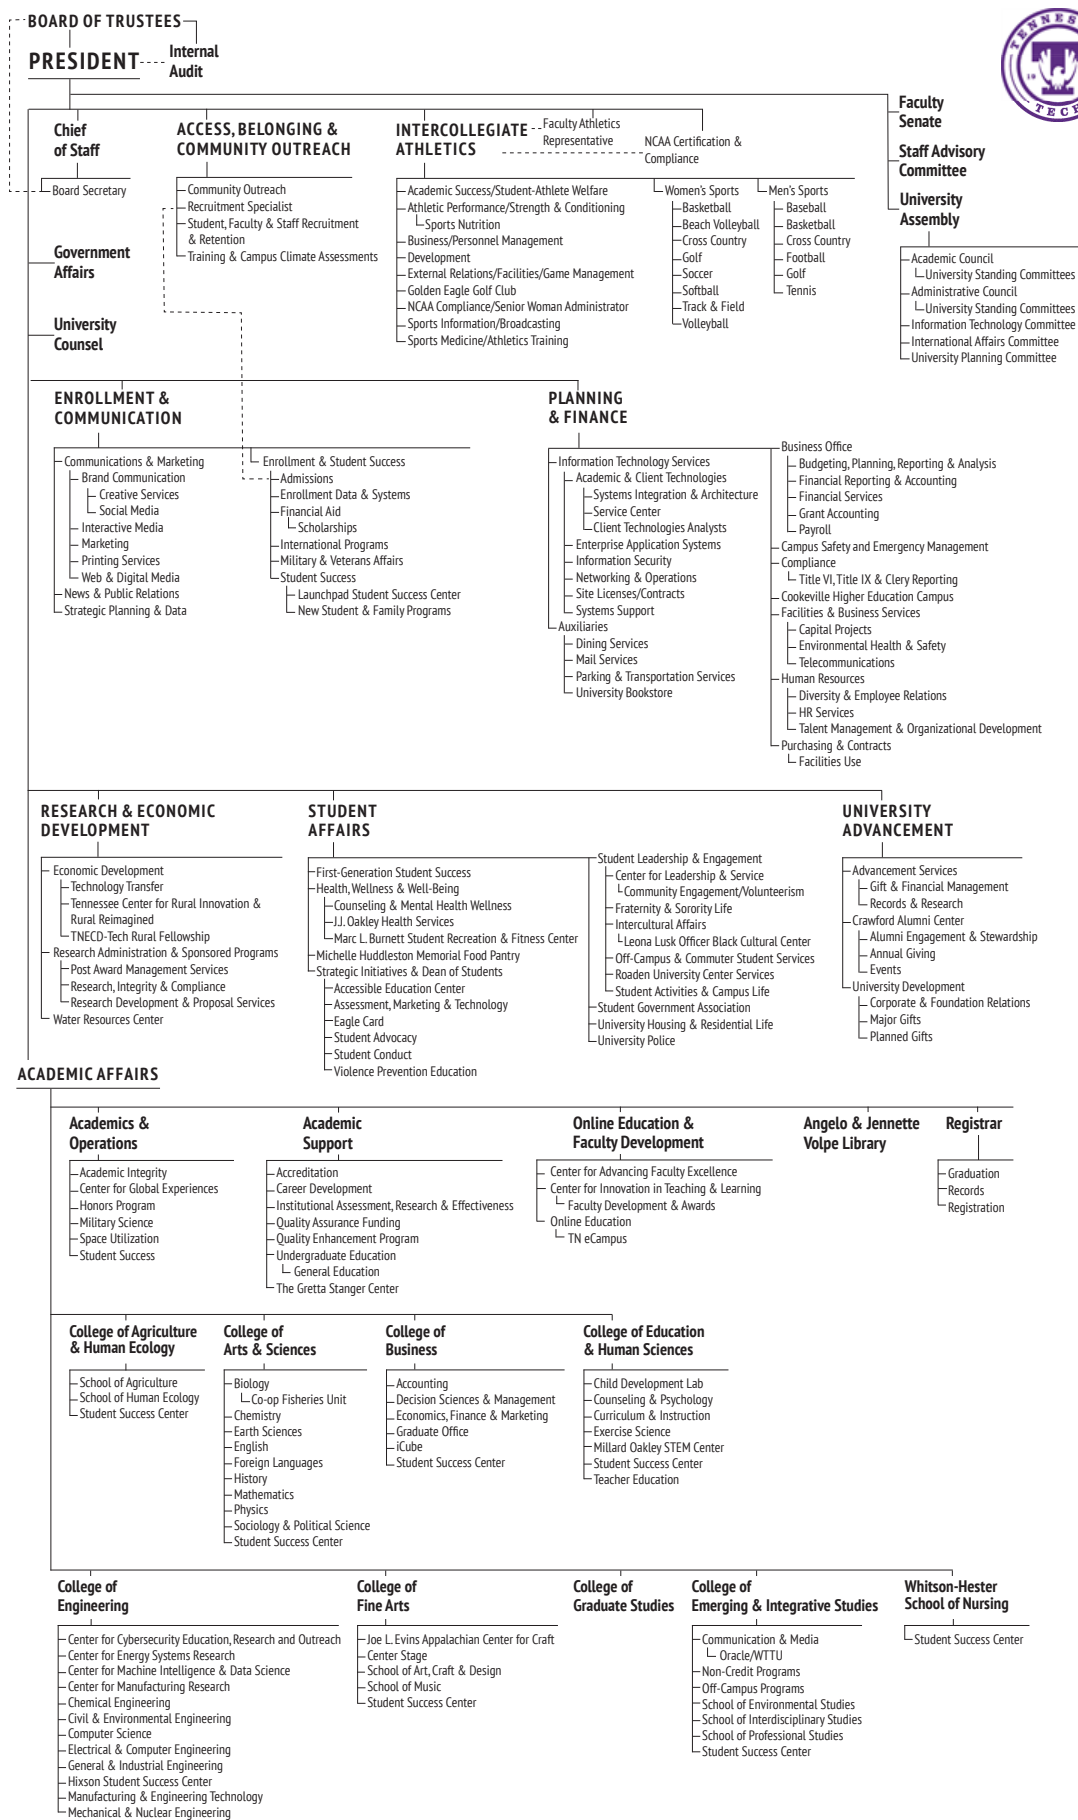 BOARD OF TRUSTEES
PRESIDENT
Internal
Audit
TENNES
TECH
Chief
of Staff
Board Secretary
Government
Affairs
University
Counsel
ACCESS, BELONGING &
COMMUNITY OUTREACH
Community Outreach
Recruitment Specialist
Student, Faculty & Staff Recruitment
& Retention
Training & Campus Climate Assessments
INTERCOLLEGIATE
ATHLETICS
Faculty Athletics
Representative
NCAA Certification &
Compliance
Academic Success/Student-Athlete Welfare
Athletic Performance/Strength & Conditioning
Sports Nutrition
Business/Personnel Management
Development
External Relations/Facilities/Game Management
Golden Eagle Golf Club
NCAA Compliance/Senior Woman Administrator
Sports Information/Broadcasting
Sports Medicine/Athletics Training
Women's Sports
Basketball
Beach Volleyball
Cross Country
Golf
Soccer
Softball
Track & Field
Volleyball
Men's Sports
Baseball
Basketball
Cross Country
Football
Golf
Tennis
Faculty
Senate
Staff Advisory
Committee
University
Assembly
Academic Council
University Standing Committees
Administrative Council
University Standing Committees
Information Technology Committee
International Affairs Committee
University Planning Committee
ENROLLMENT &
COMMUNICATION
Communications & Marketing
Brand Communication
Creative Services
Social Media
Interactive Media
Marketing
Printing Services
Web & Digital Media
News & Public Relations
Strategic Planning & Data
Enrollment & Student Success
Admissions
Enrollment Data & Systems
Financial Aid
Scholarships
International Programs
Military & Veterans Affairs
Student Success
Launchpad Student Success Center
New Student & Family Programs
PLANNING
& FINANCE
Information Technology Services
Academic & Client Technologies
Systems Integration & Architecture
Service Center
Client Technologies Analysts
Enterprise Application Systems
Information Security
Networking & Operations
Site Licenses/Contracts
Systems Support
Auxiliaries
Dining Services
Mail Services
Parking & Transportation Services
University Bookstore
Business Office
Budgeting, Planning, Reporting & Analysis
Financial Reporting & Accounting
Financial Services
Grant Accounting
Payroll
Campus Safety and Emergency Management
Compliance
Title VI, Title IX & Clery Reporting
Cookeville Higher Education Campus
Facilities & Business Services
Capital Projects
Environmental Health & Safety
Telecommunications
Human Resources
Diversity & Employee Relations
HR Services
Talent Management & Organizational Development
Purchasing & Contracts
Facilities Use
RESEARCH & ECONOMIC
DEVELOPMENT
Economic Development
Technology Transfer
Tennessee Center for Rural Innovation &
Rural Reimagined
TNECD-Tech Rural Fellowship
Research Administration & Sponsored Programs
Post Award Management Services
Research, Integrity & Compliance
Research Development & Proposal Services
Water Resources Center
STUDENT
AFFAIRS
First-Generation Student Success
Health, Wellness & Well-Being
Counseling & Mental Health Wellness
J.J. Oakley Health Services
Marc L. Burnett Student Recreation & Fitness Center
Michelle Huddleston Memorial Food Pantry
Strategic Initiatives & Dean of Students
Accessible Education Center
Assessment, Marketing & Technology
Eagle Card
Student Advocacy
Student Conduct
Violence Prevention Education
Student Leadership & Engagement
Center for Leadership & Service
Community Engagement/Volunteerism
Fraternity & Sorority Life
Intercultural Affairs
Leona Lusk Officer Black Cultural Center
Off-Campus & Commuter Student Services
Roaden University Center Services
Student Activities & Campus Life
Student Government Association
University Housing & Residential Life
University Police
UNIVERSITY
ADVANCEMENT
Advancement Services
Gift & Financial Management
Records & Research
Crawford Alumni Center
Alumni Engagement & Stewardship
Annual Giving
Events
University Development
Corporate & Foundation Relations
Major Gifts
Planned Gifts
ACADEMIC AFFAIRS
Academics &
Operations
Academic Integrity
Center for Global Experiences
Honors Program
Military Science
Space Utilization
Student Success
Academic
Support
Accreditation
Career Development
Institutional Assessment, Research & Effectiveness
Quality Assurance Funding
Quality Enhancement Program
Undergraduate Education
General Education
The Gretta Stanger Center
Online Education &
Faculty Development
Center for Advancing Faculty Excellence
Center for Innovation in Teaching & Learning
Faculty Development & Awards
Online Education
TN eCampus
Angelo & Jennette
Volpe Library
Registrar
Graduation
Records
Registration
College of Agriculture
& Human Ecology
School of Agriculture
School of Human Ecology
Student Success Center
College of
Arts & Sciences
Biology
Co-op Fisheries Unit
Chemistry
Earth Sciences
English
Foreign Languages
History
Mathematics
Physics
Sociology & Political Science
Student Success Center
College of
Business
Accounting
Decision Sciences & Management
Economics, Finance & Marketing
Graduate Office
iCube
Student Success Center
College of Education
& Human Sciences
Child Development Lab
Counseling & Psychology
Curriculum & Instruction
Exercise Science
Millard Oakley STEM Center
Student Success Center
Teacher Education
College of
Engineering
Center for Cybersecurity Education, Research and Outreach
Center for Energy Systems Research
Center for Machine Intelligence & Data Science
Center for Manufacturing Research
Chemical Engineering
Civil & Environmental Engineering
Computer Science
Electrical & Computer Engineering
General & Industrial Engineering
Hixson Student Success Center
Manufacturing & Engineering Technology
Mechanical & Nuclear Engineering
College of
Fine Arts
Joe L. Evins Appalachian Center for Craft
Center Stage
School of Art, Craft & Design
School of Music
Student Success Center
College of
Graduate Studies
College of
Emerging & Integrative Studies
Communication & Media
Oracle/WTTU
Non-Credit Programs
Off-Campus Programs
School of Environmental Studies
School of Interdisciplinary Studies
School of Professional Studies
Student Success Center
Whitson-Hester
School of Nursing
Student Success Center